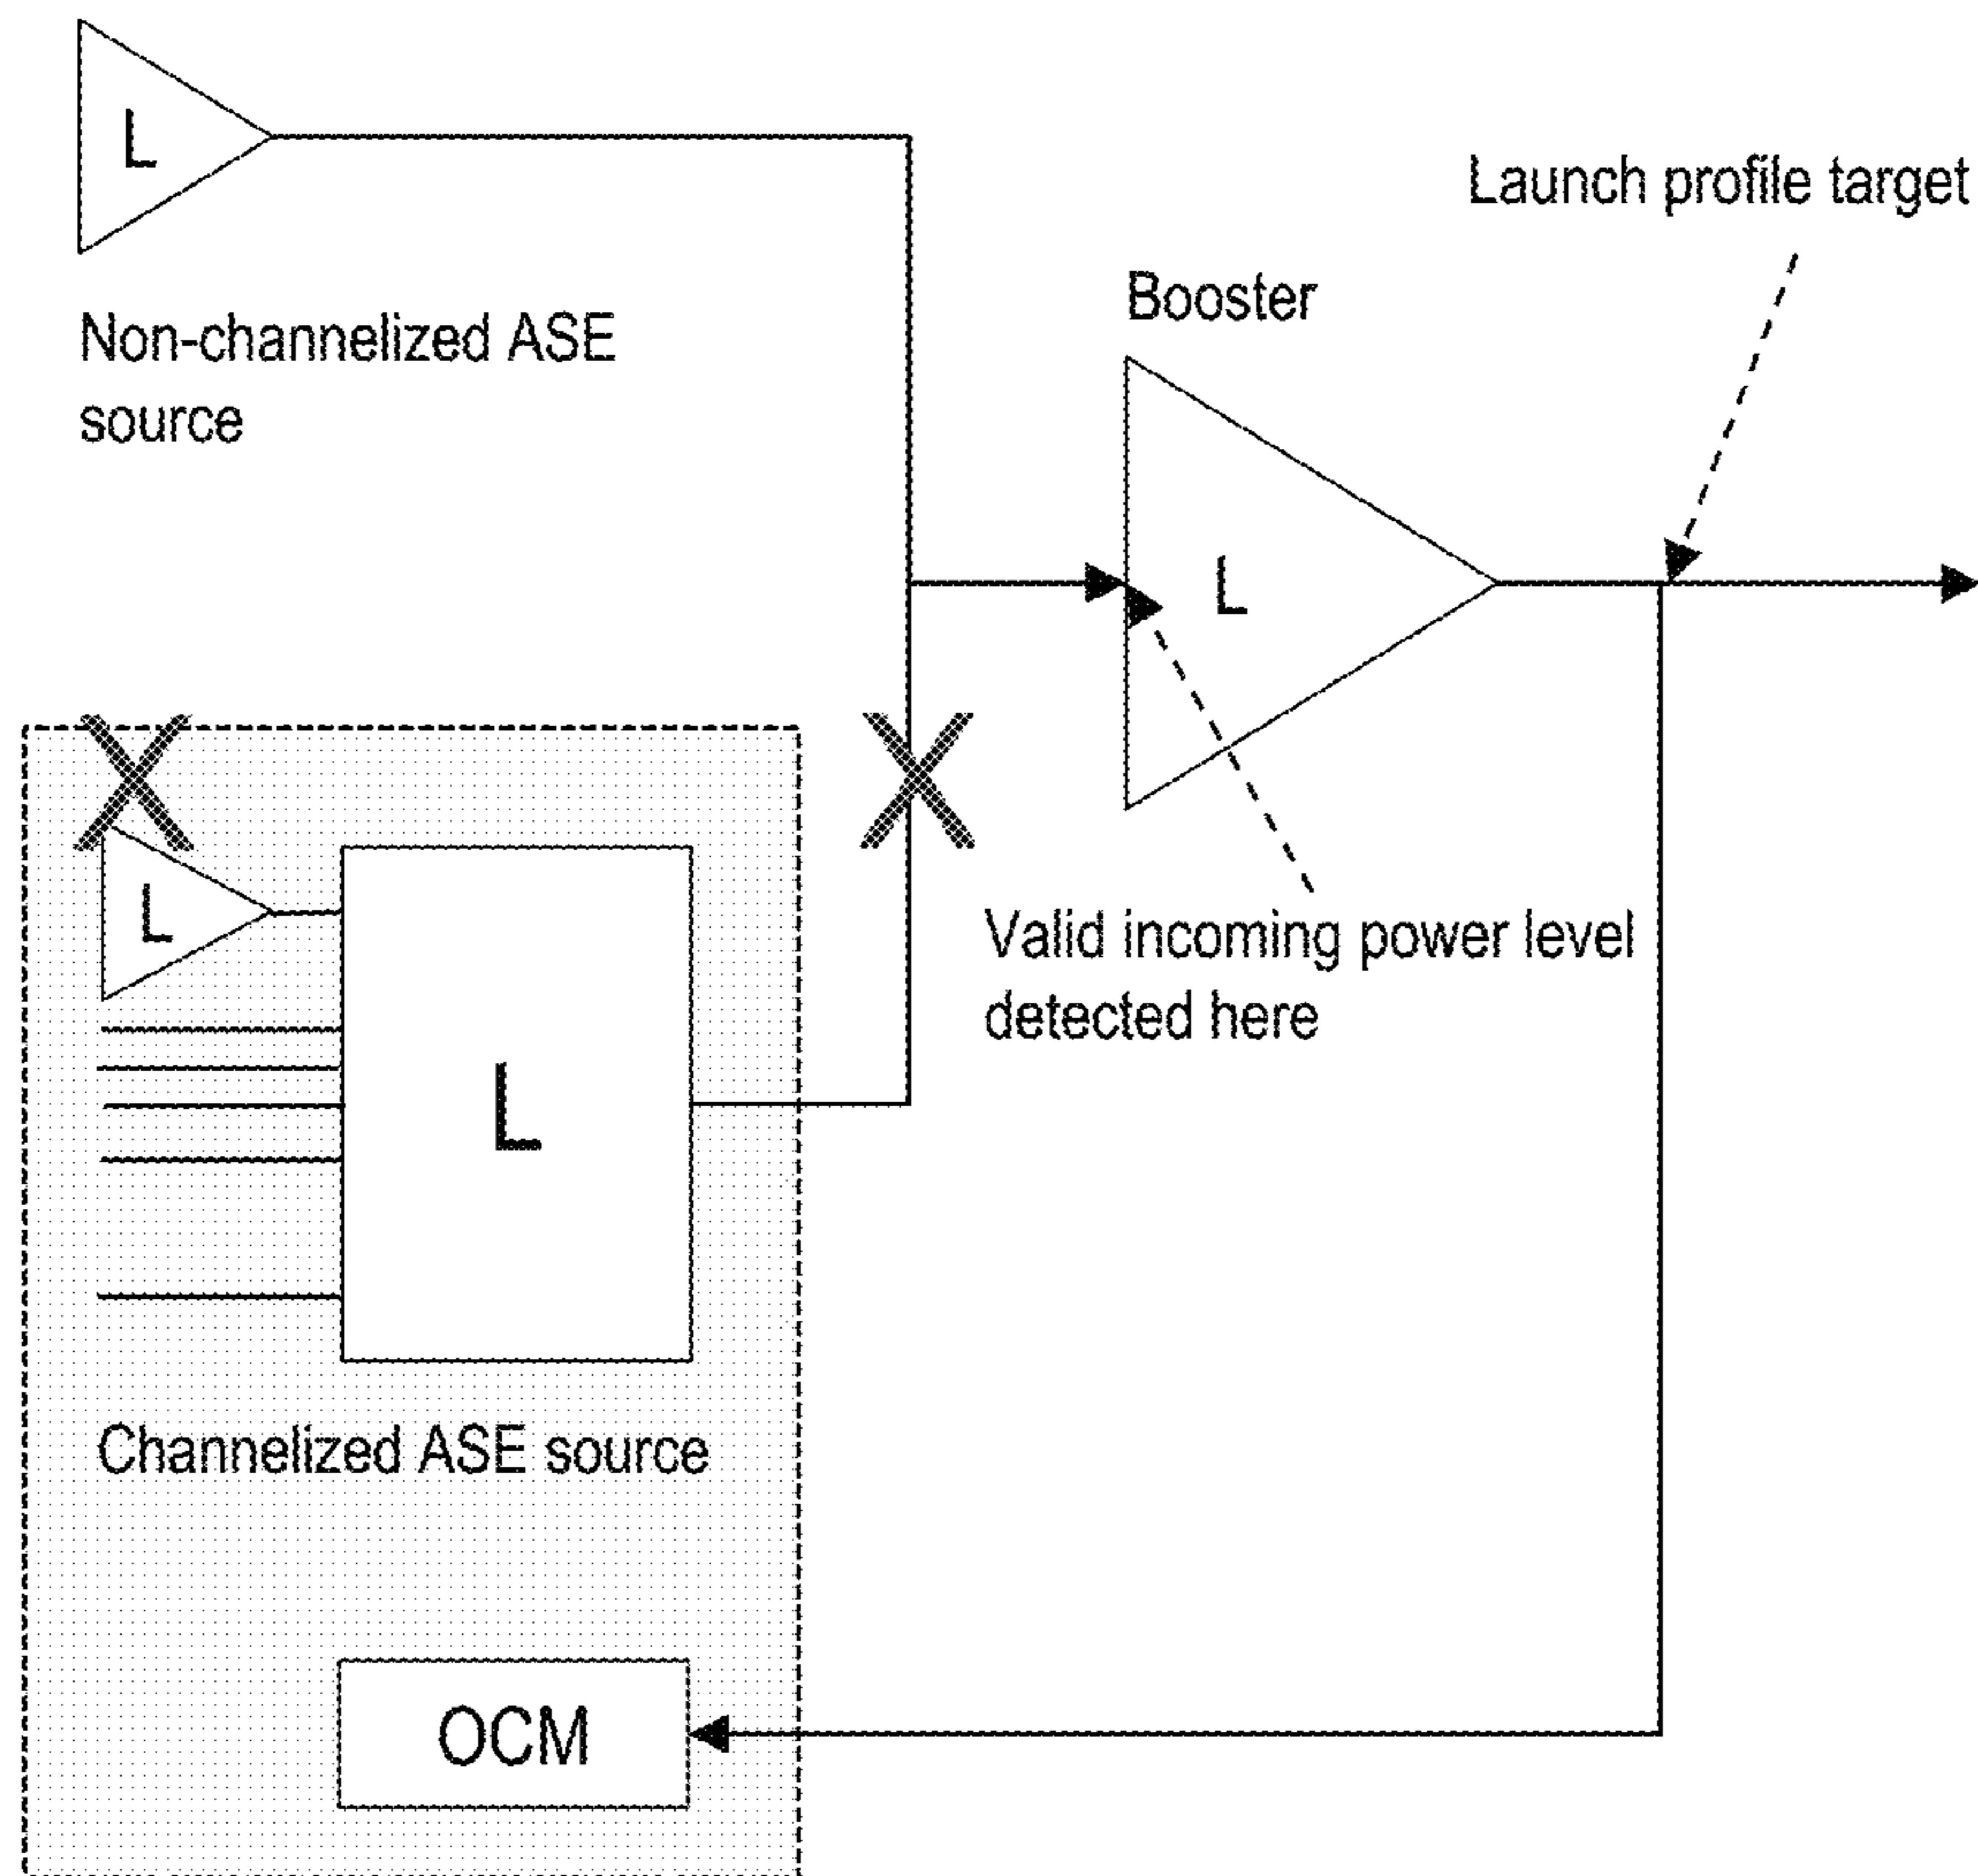 L
Launch profile target
Booster
Non-channelized ASE
source
L
L
Valid incoming power level
detected here
L
Channelized ASE source
OCM